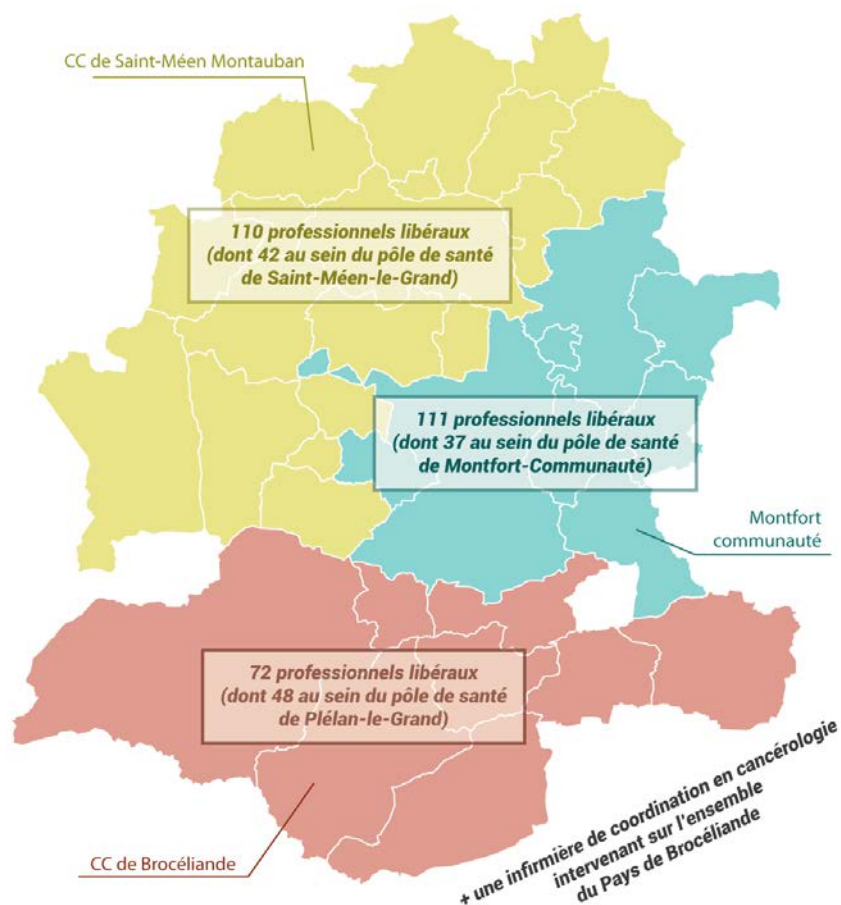 CC de Saint-Méen Montauban
110 professionnels libéraux
(dont 42 au sein du pôle de santé
de Saint-Méen-le-Grand)
111 professionnels libéraux
(dont 37 au sein du pôle de santé
de Montfort-Communauté)
Montfort
communauté
72 professionnels libéraux
(dont 48 au sein du pôle de santé
de Plélan-le-Grand)
CC de Brocéliande
+ une infirmière de coordination en cancérologie
intervenant sur l'ensemble
du Pays de Brocéliande